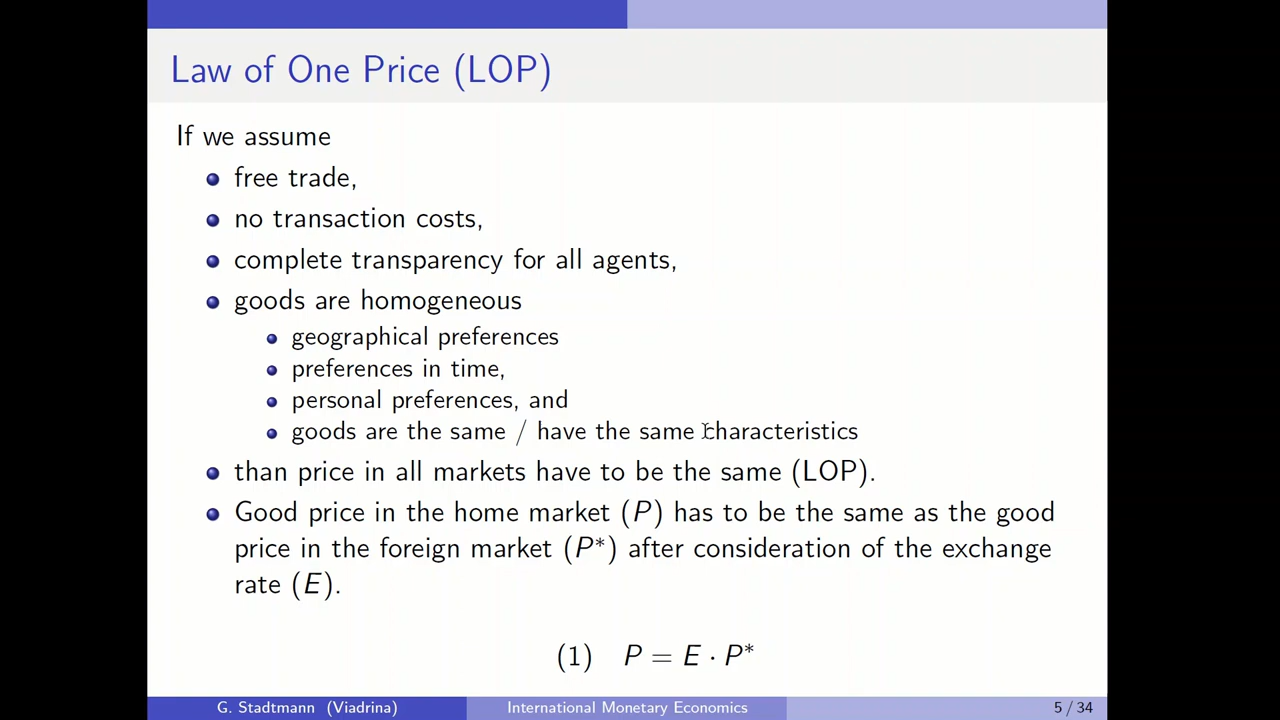 Law of One Price (LOP)
If we assume
free trade,
no transaction costs,
complete transparency for all agents,
goods are homogeneous
geographical preferences
preferences in time,
personal preferences, and
goods are the same / have the same characteristics
than price in all markets have to be the same (LOP).
Good price in the home market (P) has to be the same as the good
price in the foreign market (P*) after consideration of the exchange
rate (E).
(1) P = E · P*
G. Stadtmann (Viadrina) International Monetary Economics 5 / 34